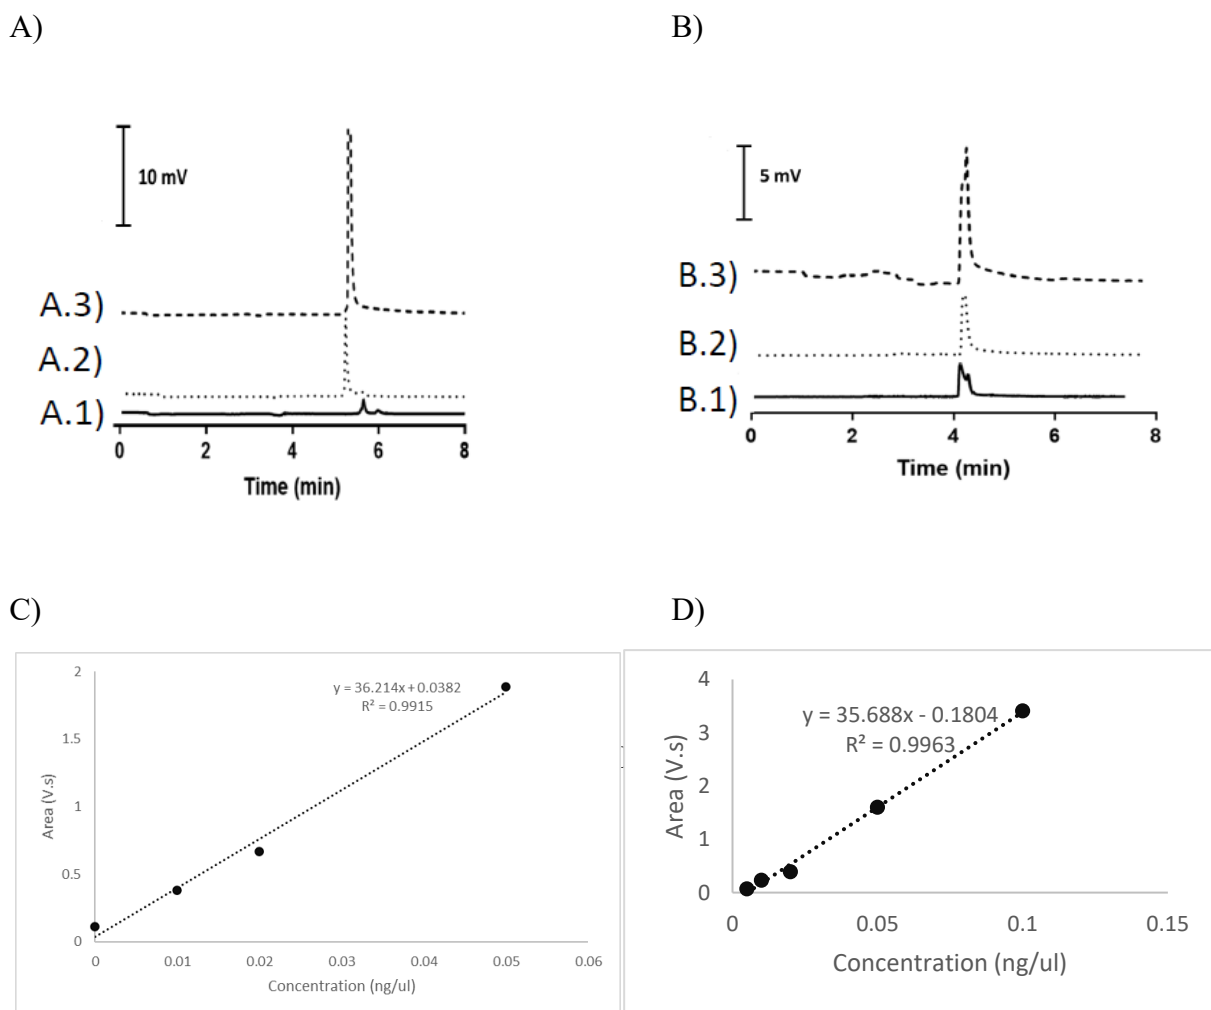 A)
B)
10 mV
A.3)
A.2)
A.1)
0 2 4 6 8
Time (min)
5 mV
B.3)
B.2)
B.1)
0 2 4 6 8
Time (min)
C)
D)
2
1.5
1
0.5
0
Area (V.s)
y = 36.214x + 0.0382
R² = 0.9915
0 0.01 0.02 0.03 0.04 0.05 0.06
Concentration (ng/ul)
4
3
2
1
0
Area (V.s)
y = 35.688x - 0.1804
R² = 0.9963
0 0.05 0.1 0.15
Concentration (ng/ul)